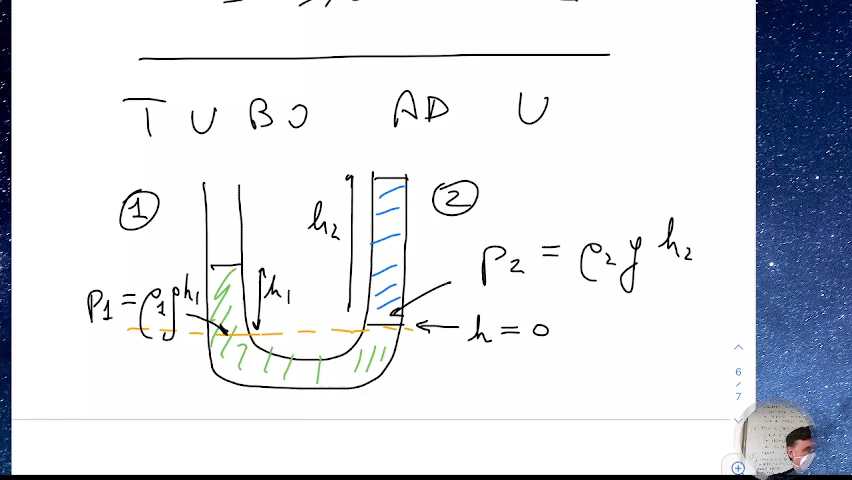 TUBO AD U
① ②
h₂
p₂ = ρ₂ g h₂
p₁ = ρ₁ g h₁
h₁
h = 0
6
/
7